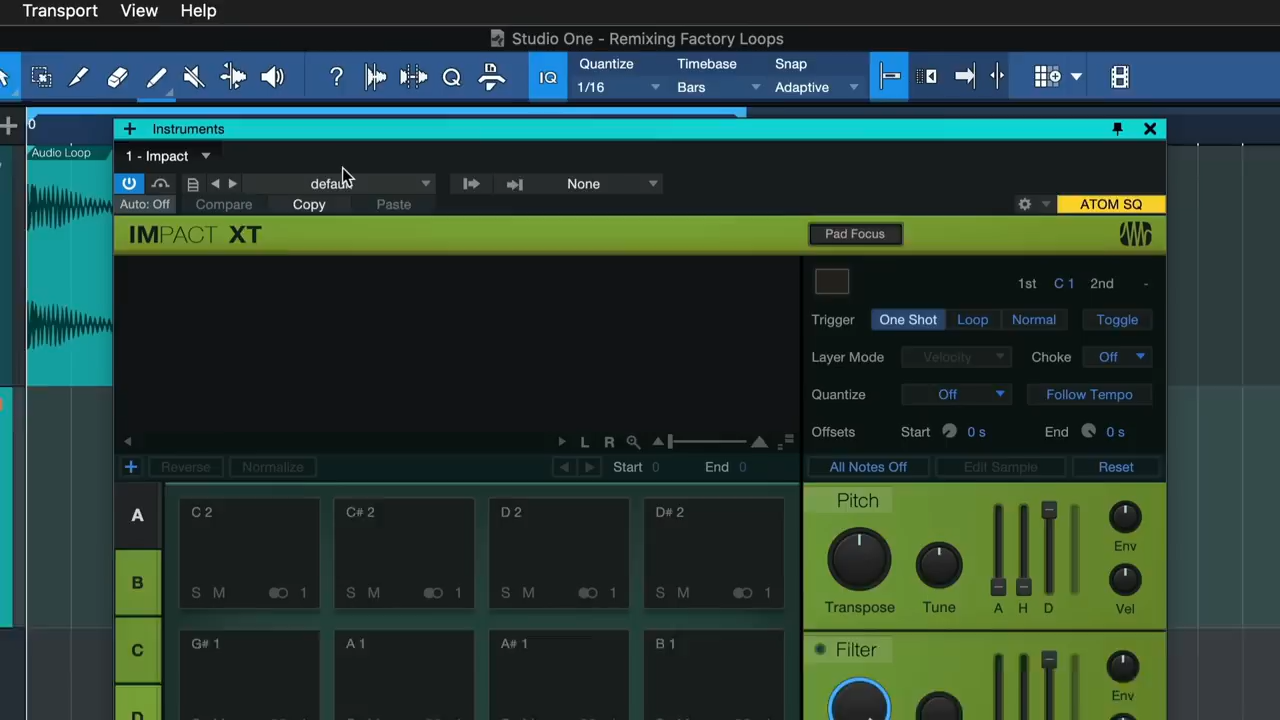 Transport View Help
Studio One - Remixing Factory Loops
? IQ Quantize Timebase Snap
1/16 Bars Adaptive
0
+ Instruments
Audio Loop
1 - Impact
default None
Auto: Off Compare Copy Paste ATOM SQ
IMPACT XT Pad Focus
1st C 1 2nd -
Trigger One Shot Loop Normal Toggle
Layer Mode Velocity Choke Off
Quantize Off Follow Tempo
Offsets Start 0 s End 0 s
L R
+ Reverse Normalize Start 0 End 0
All Notes Off Edit Sample Reset
A
B
C
D
C 2 C# 2 D 2 D# 2
S M 1 S M 1 S M 1 S M 1
G# 1 A 1 A# 1 B 1
Pitch
Env
Transpose Tune A H D Vel
Filter
Env